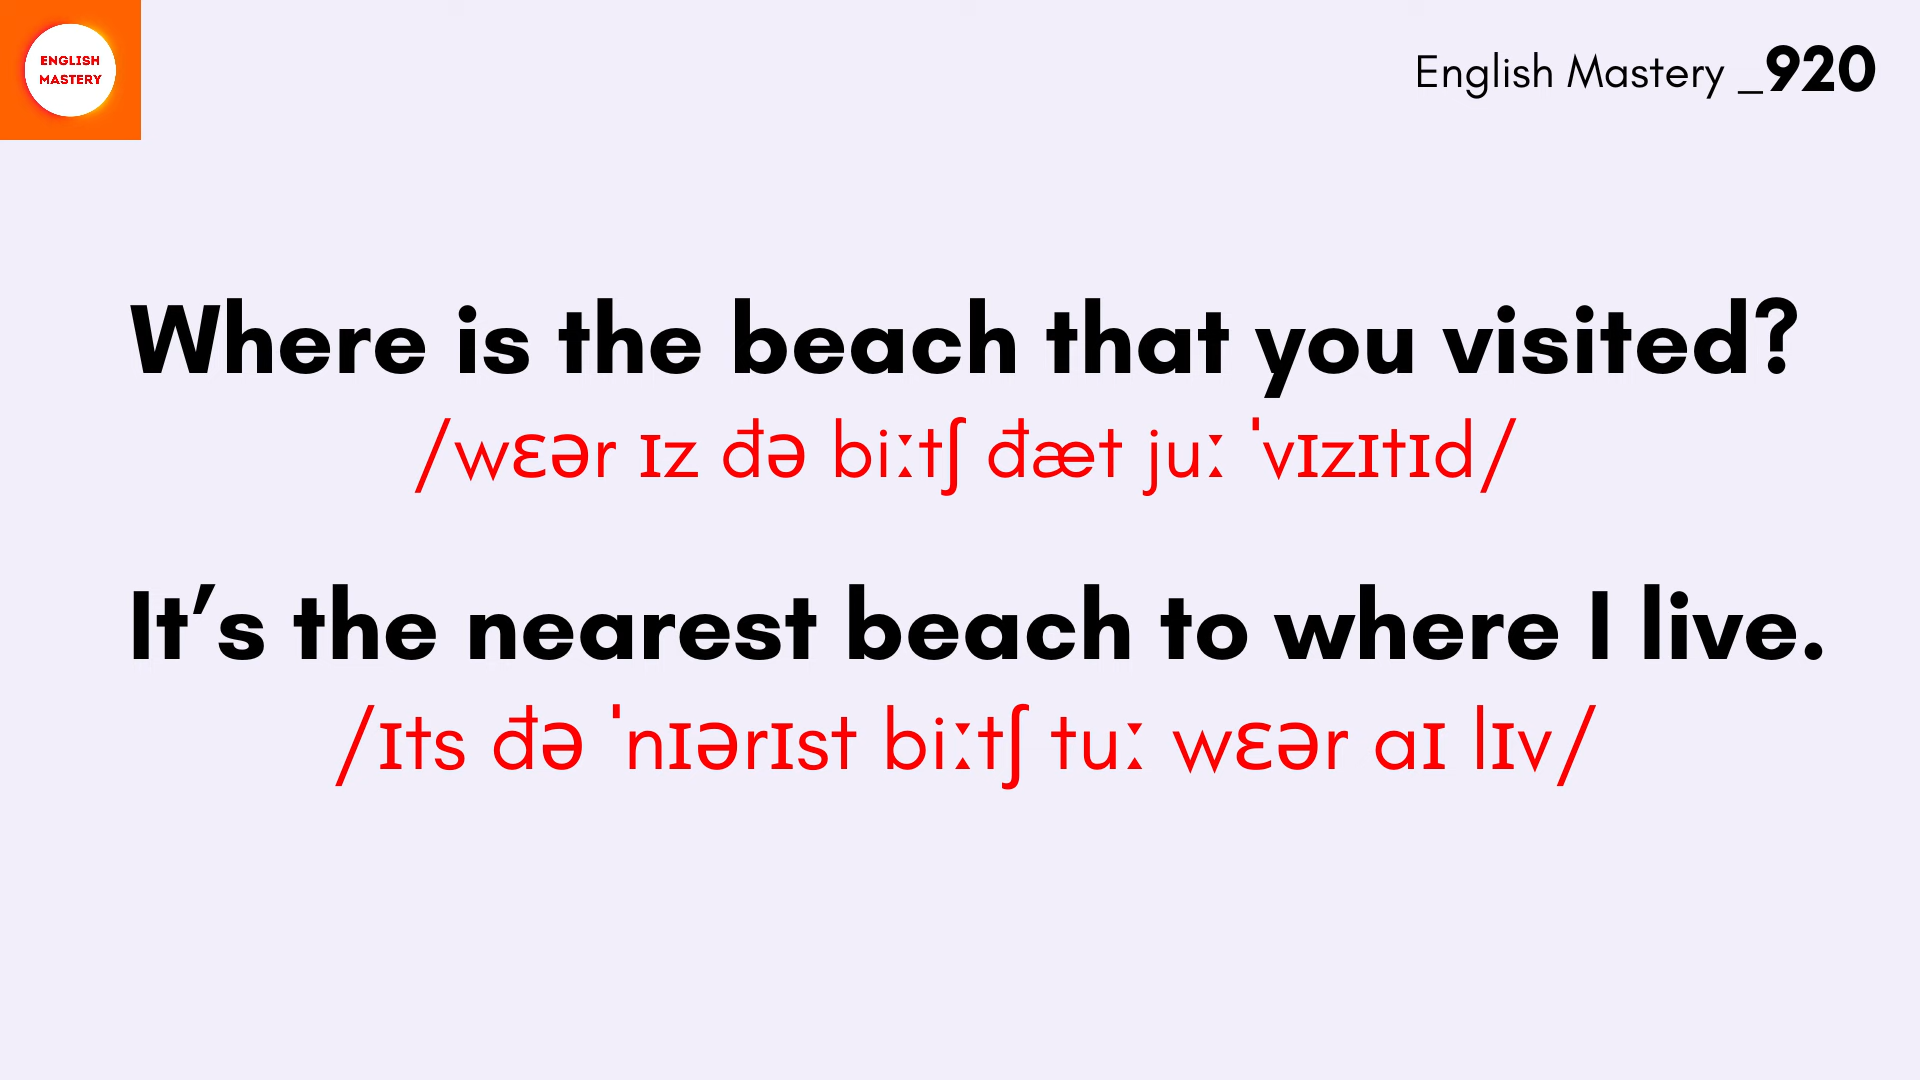 ENGLISH
MASTERY
English Mastery _920
Where is the beach that you visited?
/wɛər ɪz đə biːtʃ đæt juː ˈvɪzɪtɪd/
It’s the nearest beach to where I live.
/ɪts đə ˈnɪərɪst biːtʃ tuː wɛər aɪ lɪv/